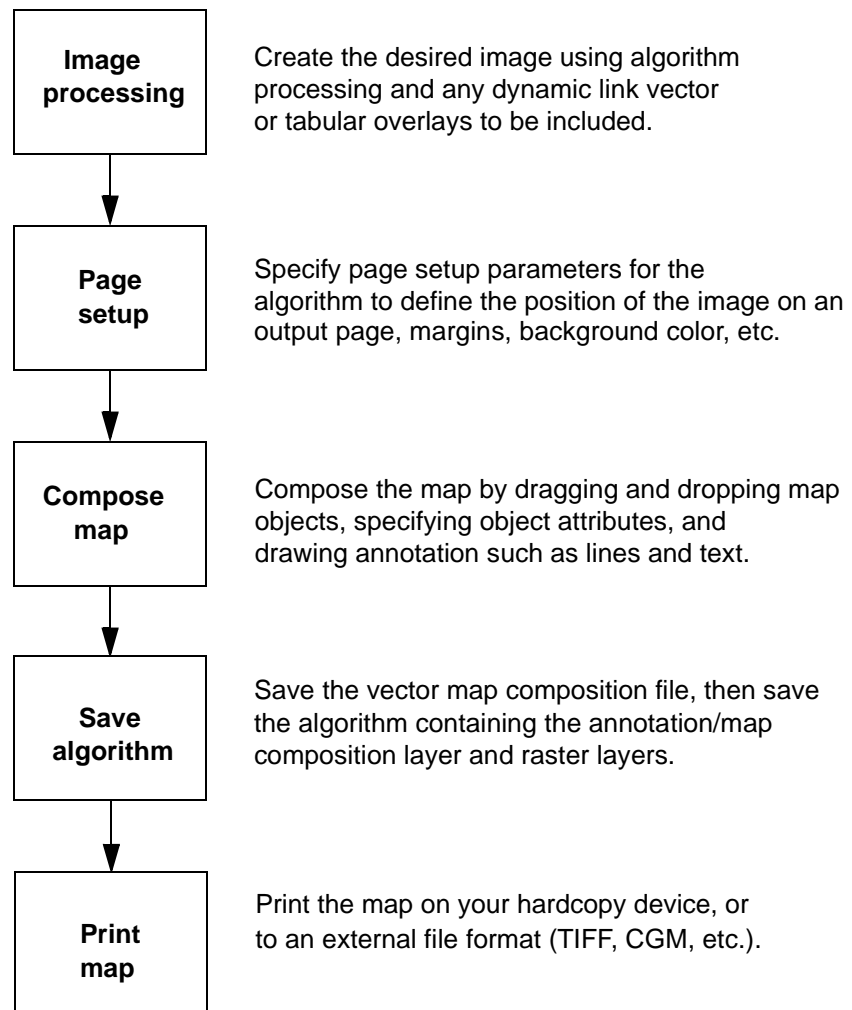 Image
processing
Create the desired image using algorithm
processing and any dynamic link vector
or tabular overlays to be included.
Page
setup
Specify page setup parameters for the
algorithm to define the position of the image on an
output page, margins, background color, etc.
Compose
map
Compose the map by dragging and dropping map
objects, specifying object attributes, and
drawing annotation such as lines and text.
Save
algorithm
Save the vector map composition file, then save
the algorithm containing the annotation/map
composition layer and raster layers.
Print
map
Print the map on your hardcopy device, or
to an external file format (TIFF, CGM, etc.).